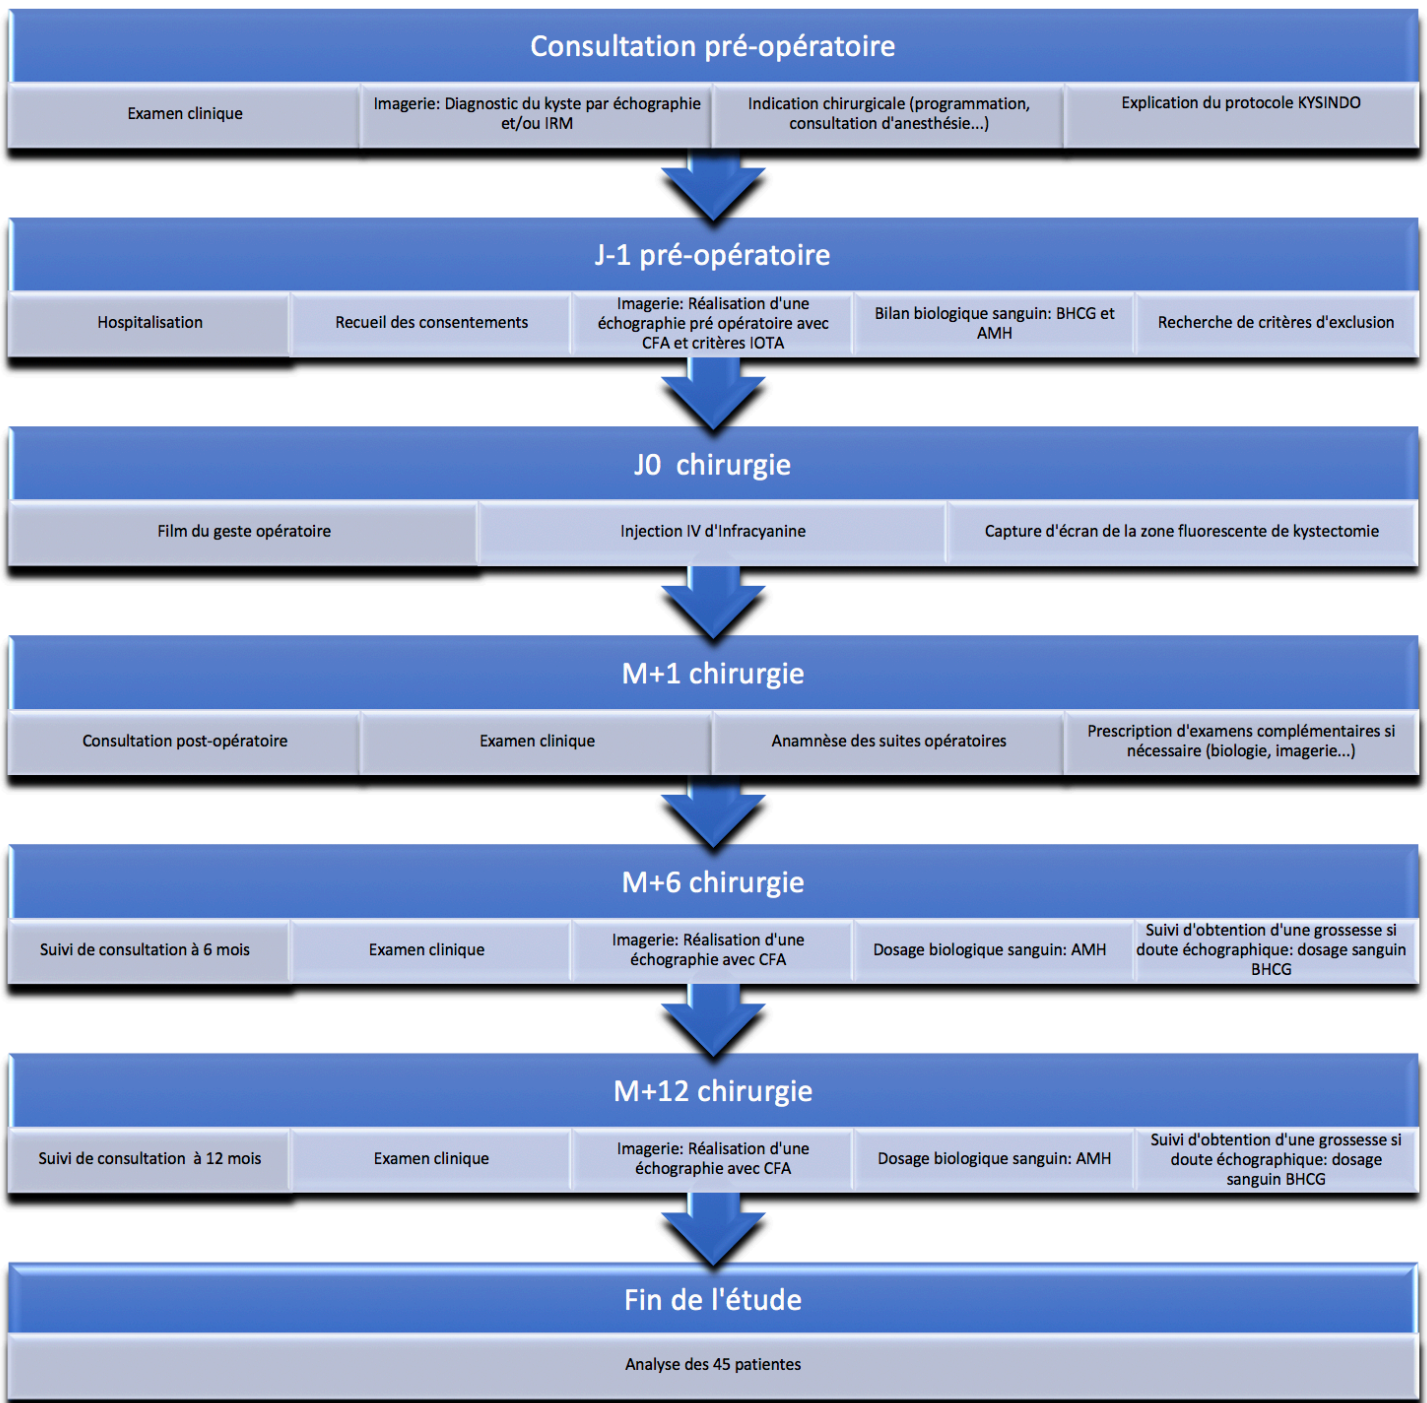 Consultation pré-opératoire
Examen clinique
Imagerie: Diagnostic du kyste par échographie
et/ou IRM
Indication chirurgicale (programmation,
consultation d'anesthésie...)
Explication du protocole KYSINDO
J-1 pré-opératoire
Hospitalisation
Recueil des consentements
Imagerie: Réalisation d'une
échographie pré opératoire avec
CFA et critères IOTA
Bilan biologique sanguin: BHCG et
AMH
Recherche de critères d'exclusion
J0 chirurgie
Film du geste opératoire
Injection IV d'Infracyanine
Capture d'écran de la zone fluorescente de kystectomie
M+1 chirurgie
Consultation post-opératoire
Examen clinique
Anamnèse des suites opératoires
Prescription d'examens complémentaires si
nécessaire (biologie, imagerie...)
M+6 chirurgie
Suivi de consultation à 6 mois
Examen clinique
Imagerie: Réalisation d'une
échographie avec CFA
Dosage biologique sanguin: AMH
Suivi d'obtention d'une grossesse si
doute échographique: dosage sanguin
BHCG
M+12 chirurgie
Suivi de consultation à 12 mois
Examen clinique
Imagerie: Réalisation d'une
échographie avec CFA
Dosage biologique sanguin: AMH
Suivi d'obtention d'une grossesse si
doute échographique: dosage
sanguin BHCG
Fin de l'étude
Analyse des 45 patientes